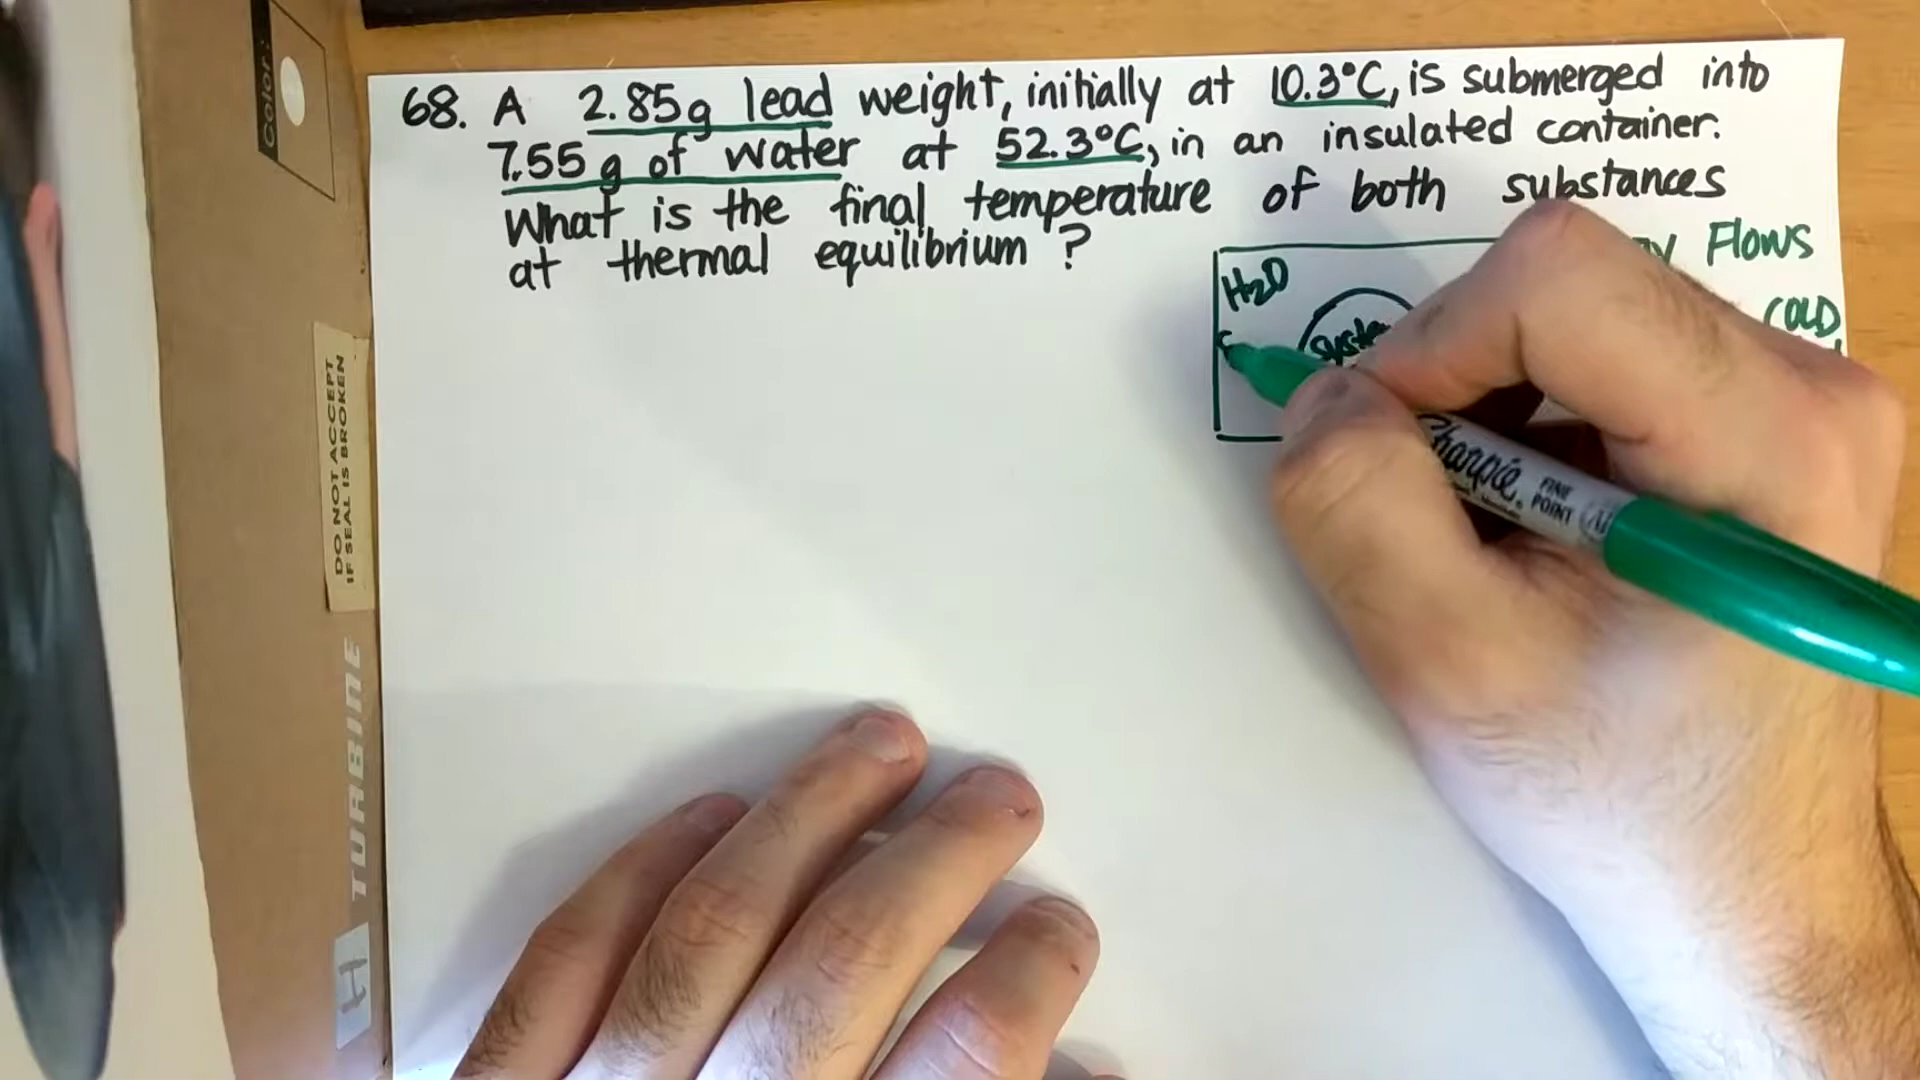 68. A 2.85g lead weight, initially at 10.3°C, is submerged into
7.55 g of water at 52.3°C, in an insulated container.
What is the final temperature of both substances
at thermal equilibrium?
Flows
COLD
H2O
Sharpie
FINE
POINT
Color:
DO NOT ACCEPT
IF SEAL IS BROKEN
TURBINE
H